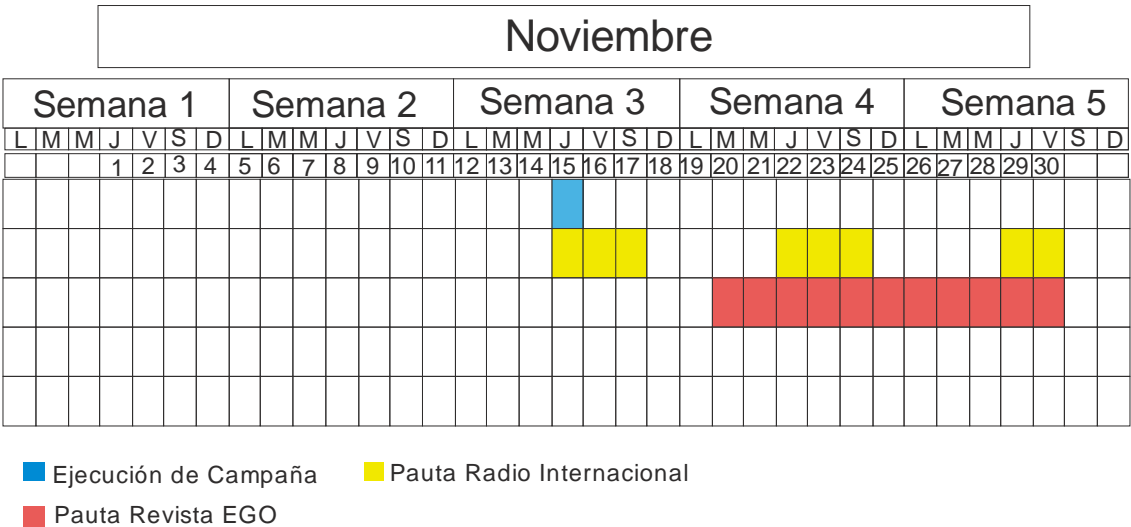 Noviembre
Semana 1 Semana 2 Semana 3 Semana 4 Semana 5
L M M J V S D L M M J V S D L M M J V S D L M M J V S D L M M J V S D
1 2 3 4 5 6 7 8 9 10 11 12 13 14 15 16 17 18 19 20 21 22 23 24 25 26 27 28 29 30
Ejecución de Campaña Pauta Radio Internacional
Pauta Revista EGO